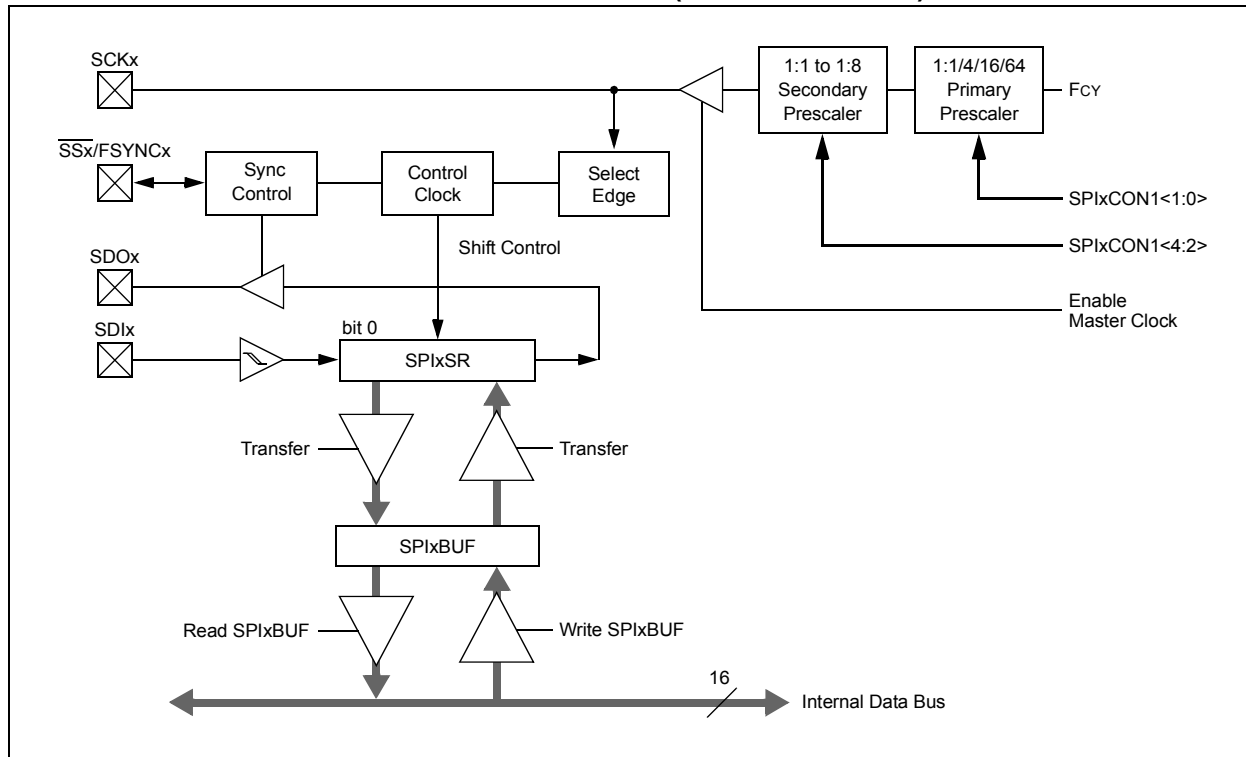 SCKx
1:1 to 1:8
Secondary
Prescaler
1:1/4/16/64
Primary
Prescaler
FCY
SSx/FSYNCx
Sync
Control
Control
Clock
Select
Edge
SPIxCON1<1:0>
SPIxCON1<4:2>
Shift Control
SDOx
Enable
Master Clock
SDIx
bit 0
SPIxSR
Transfer
Transfer
SPIxBUF
Read SPIxBUF
Write SPIxBUF
16
Internal Data Bus